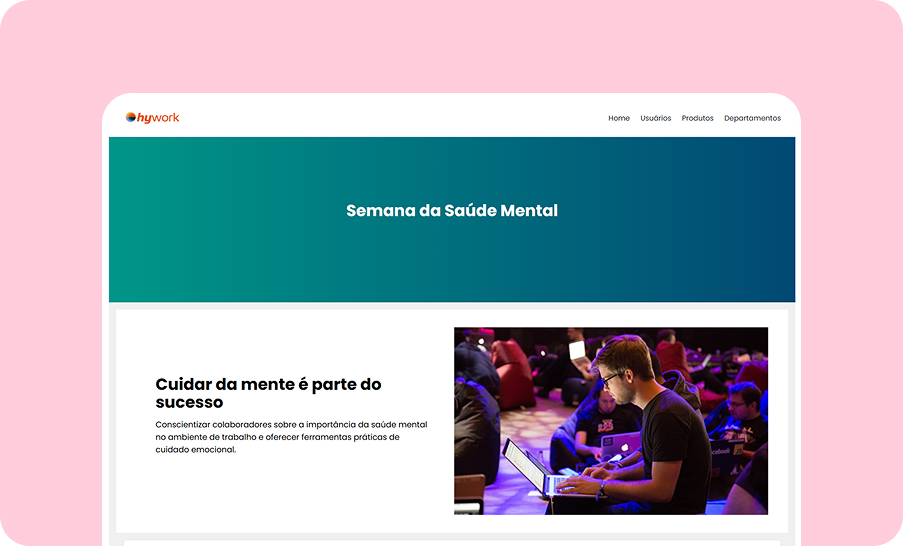 hywork
Home Usuários Produtos Departamentos
Semana da Saúde Mental
Cuidar da mente é parte do
sucesso
Conscientizar colaboradores sobre a importância da saúde mental
no ambiente de trabalho e oferecer ferramentas práticas de
cuidado emocional.
facebook